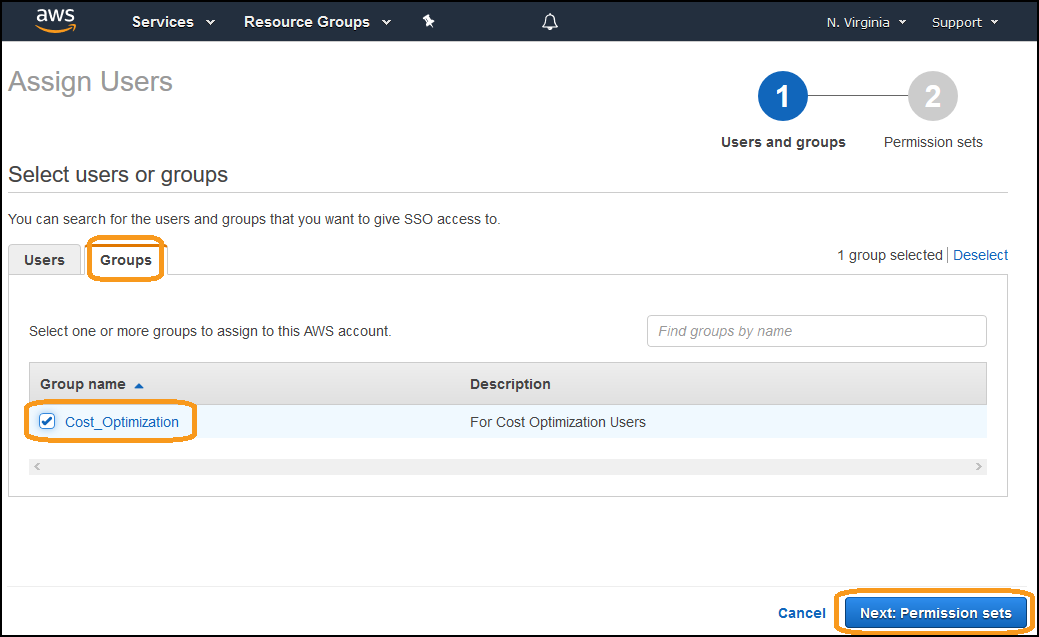 aws Services Resource Groups N. Virginia Support
Assign Users
1 2
Users and groups Permission sets
Select users or groups
You can search for the users and groups that you want to give SSO access to.
Users Groups 1 group selected Deselect
Select one or more groups to assign to this AWS account. Find groups by name
Group name Description
Cost_Optimization For Cost Optimization Users
Cancel Next: Permission sets